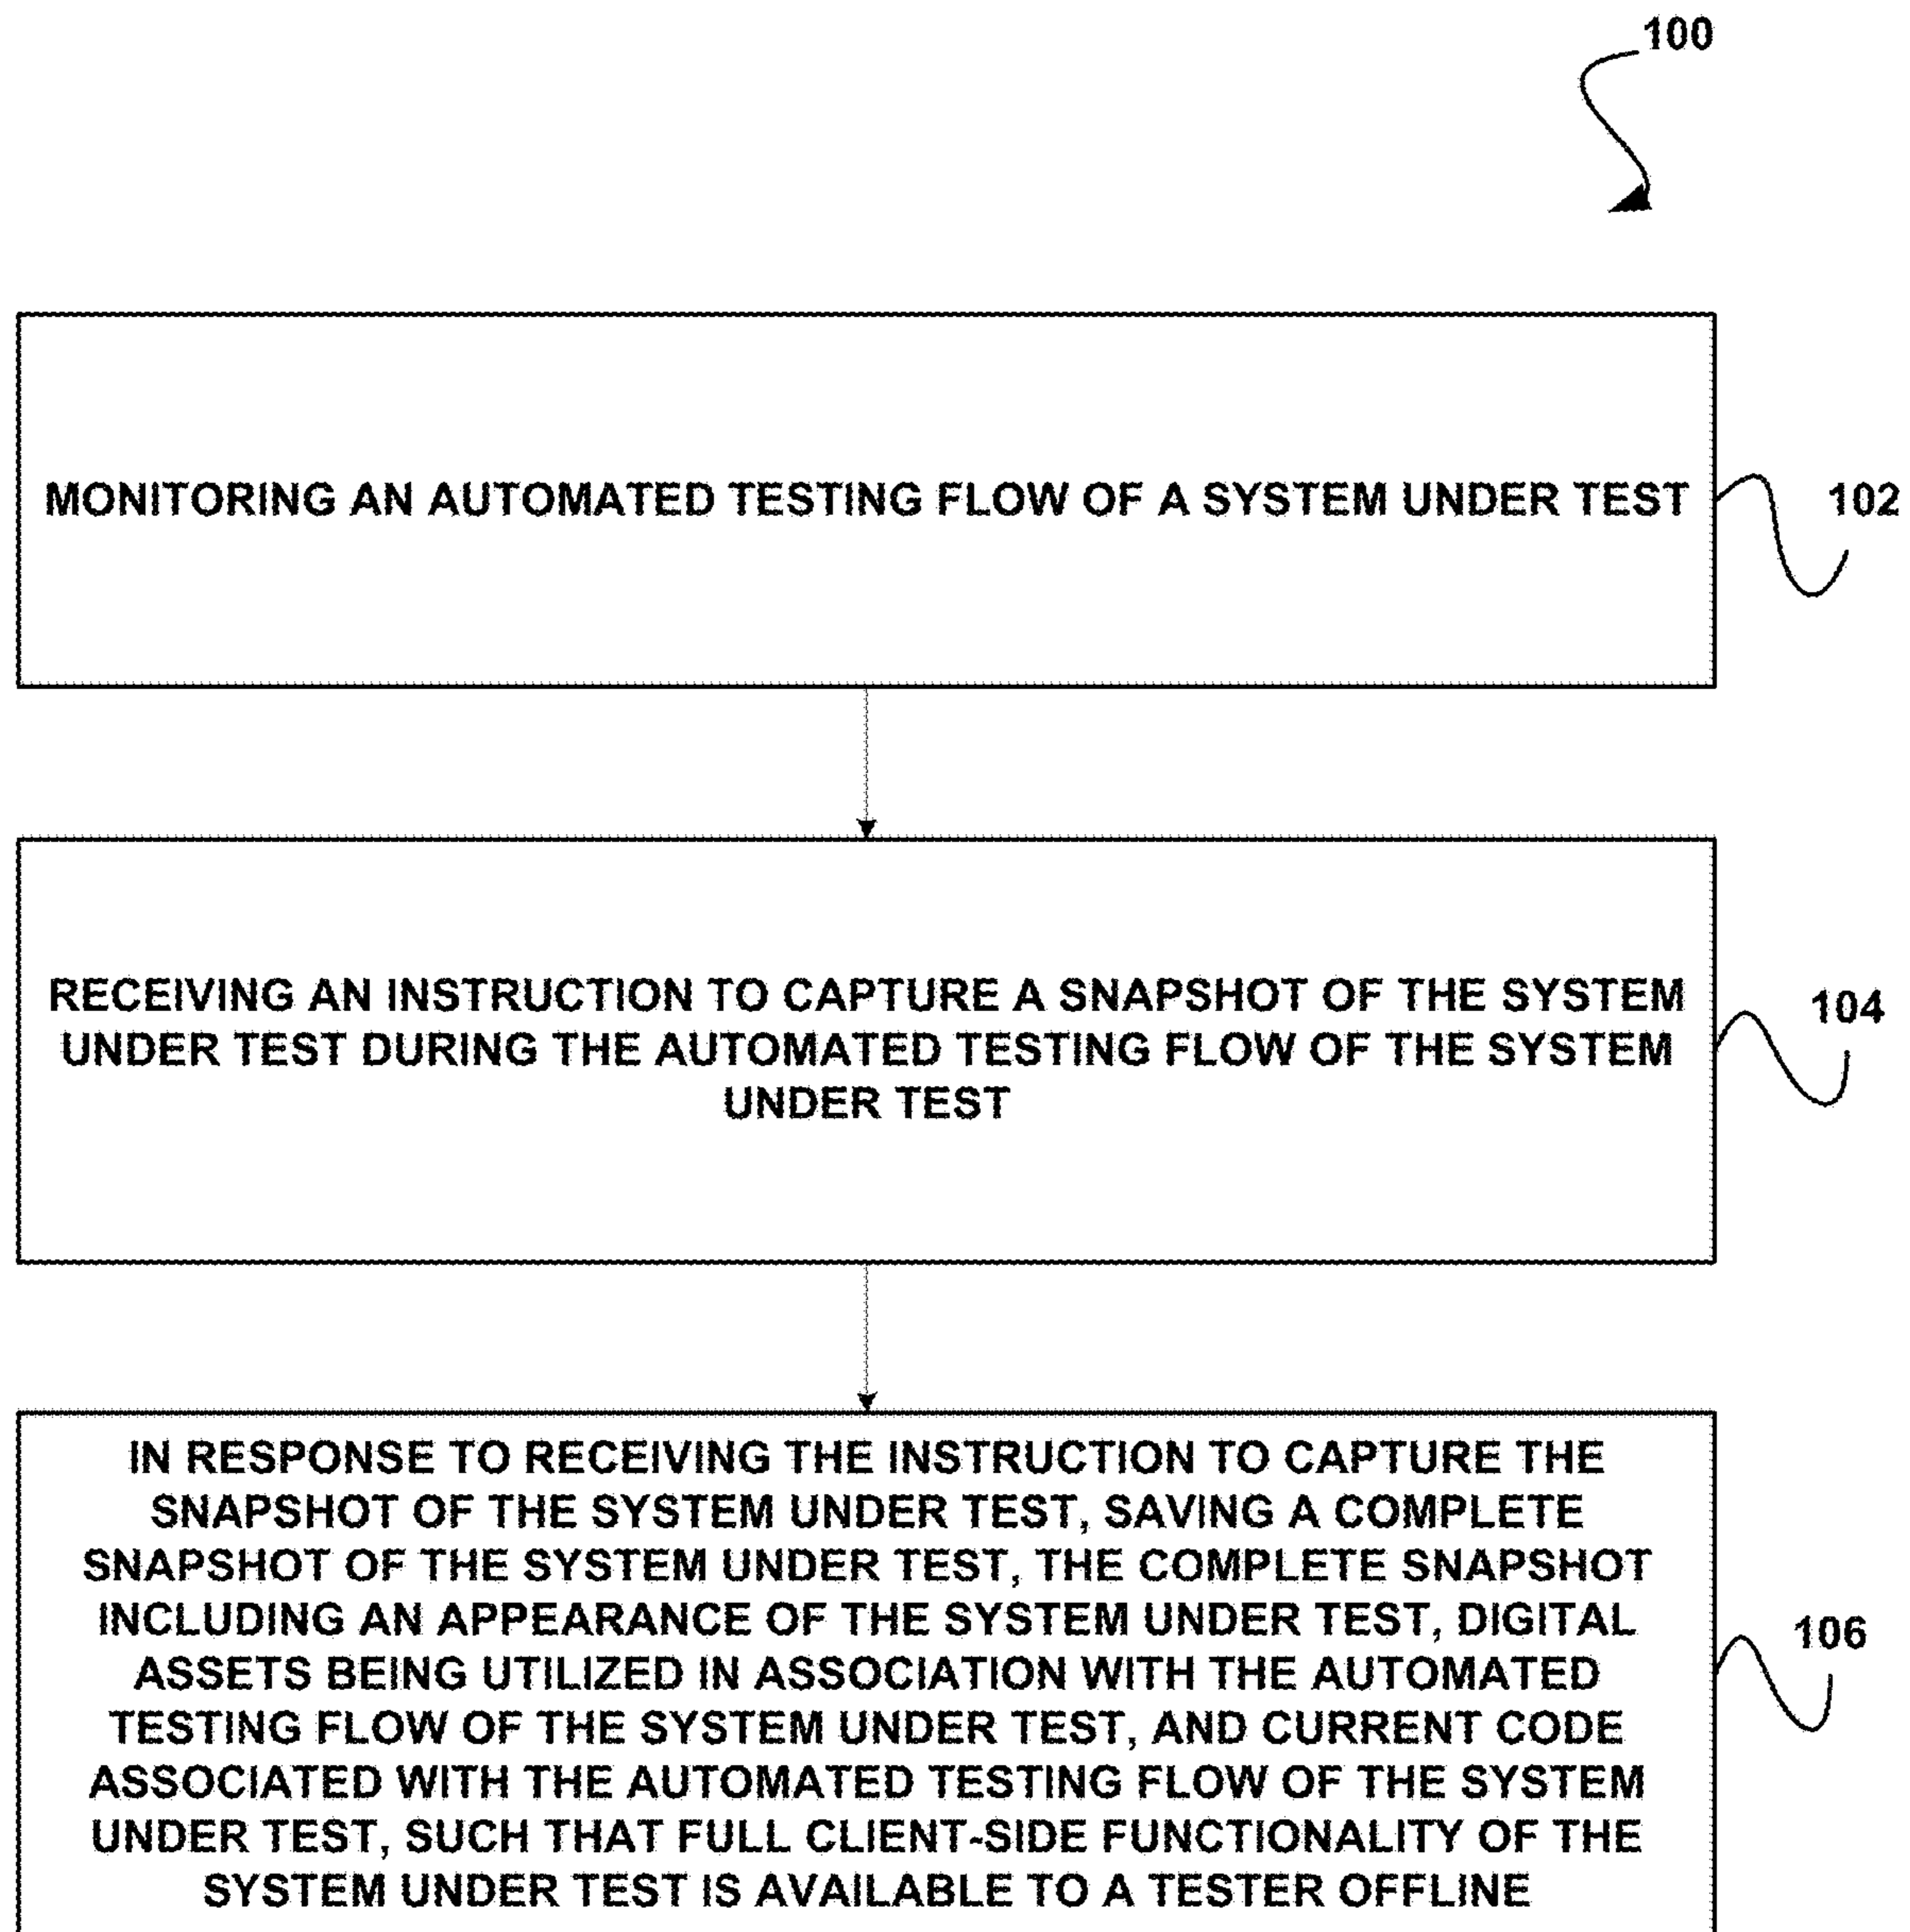 100
MONITORING AN AUTOMATED TESTING FLOW OF A SYSTEM UNDER TEST
102
RECEIVING AN INSTRUCTION TO CAPTURE A SNAPSHOT OF THE SYSTEM
UNDER TEST DURING THE AUTOMATED TESTING FLOW OF THE SYSTEM
UNDER TEST
104
IN RESPONSE TO RECEIVING THE INSTRUCTION TO CAPTURE THE
SNAPSHOT OF THE SYSTEM UNDER TEST, SAVING A COMPLETE
SNAPSHOT OF THE SYSTEM UNDER TEST, THE COMPLETE SNAPSHOT
INCLUDING AN APPEARANCE OF THE SYSTEM UNDER TEST, DIGITAL
ASSETS BEING UTILIZED IN ASSOCIATION WITH THE AUTOMATED
TESTING FLOW OF THE SYSTEM UNDER TEST, AND CURRENT CODE
ASSOCIATED WITH THE AUTOMATED TESTING FLOW OF THE SYSTEM
UNDER TEST, SUCH THAT FULL CLIENT-SIDE FUNCTIONALITY OF THE
SYSTEM UNDER TEST IS AVAILABLE TO A TESTER OFFLINE
106